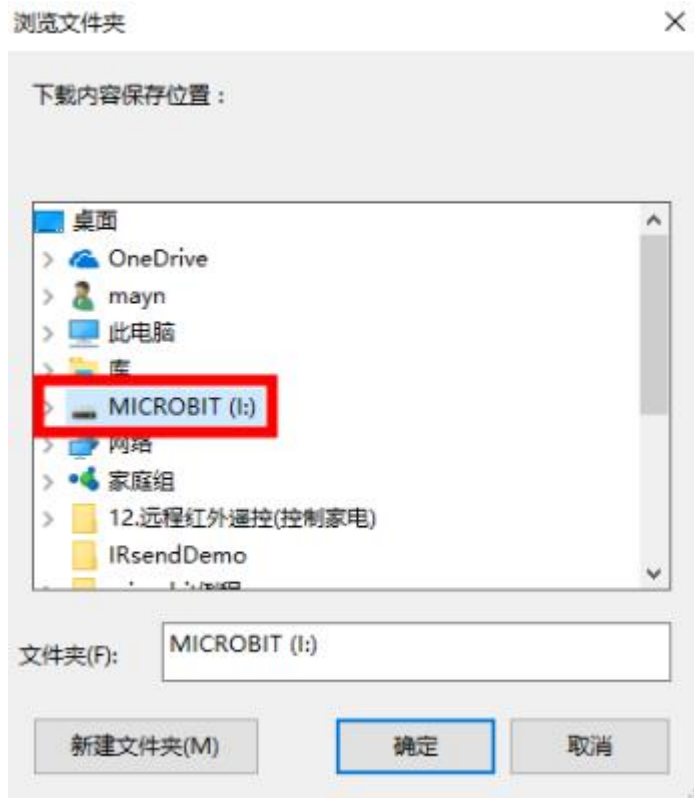 浏览文件夹
下载内容保存位置：
桌面
OneDrive
mayn
此电脑
库
MICROBIT (I:)
网络
家庭组
12.远程红外遥控(控制家电)
IRsendDemo
文件夹(F):
MICROBIT (I:)
新建文件夹(M)
确定
取消